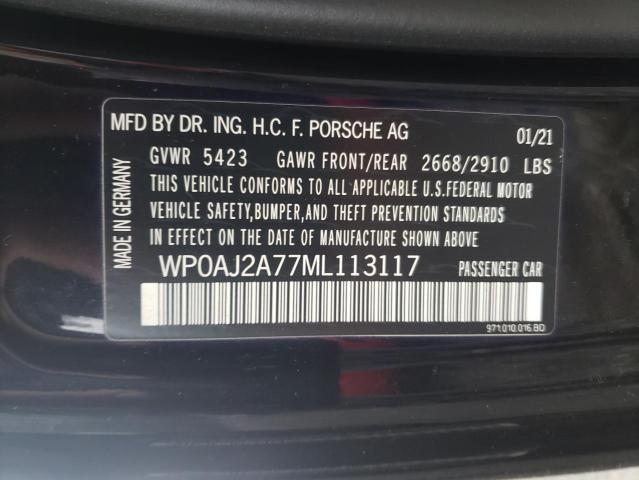 MFD BY DR. ING. H.C. F. PORSCHE AG 01/21
GVWR 5423 GAWR FRONT/REAR 2668/2910 LBS
MADE IN GERMANY
THIS VEHICLE CONFORMS TO ALL APPLICABLE U.S.FEDERAL MOTOR
VEHICLE SAFETY,BUMPER,AND THEFT PREVENTION STANDARDS
IN EFFECT ON THE DATE OF MANUFACTURE SHOWN ABOVE.
WP0AJ2A77ML113117 PASSENGER CAR
971.010.016.BD